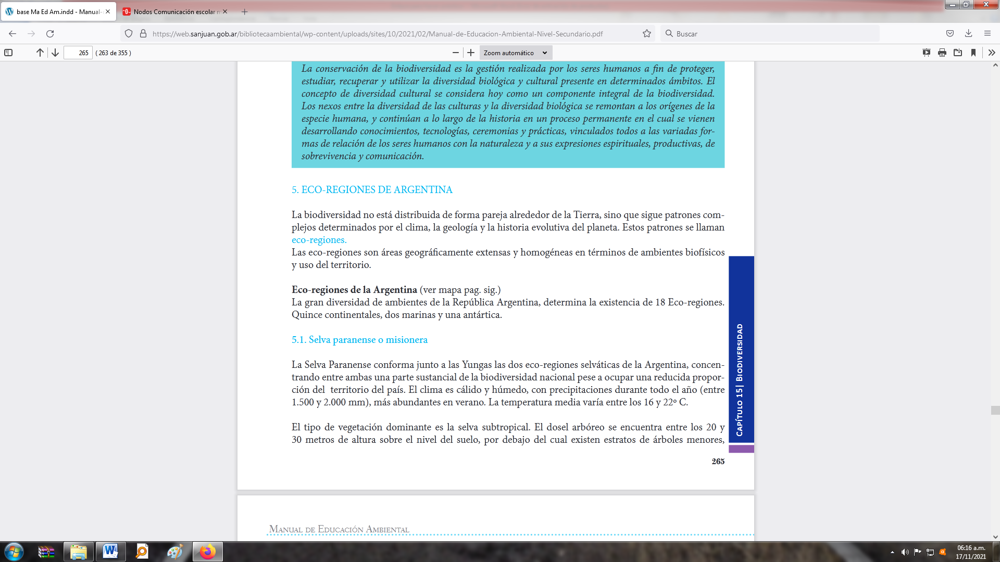 base Ma Ed Am.indd - Manual-
Nodos Comunicación escolar
https://web.sanjuan.gob.ar/bibliotecaambiental/wp-content/uploads/sites/10/2021/02/Manual-de-Educacion-Ambiental-Nivel-Secundario.pdf
Buscar
265
( 263 de 355 )
Zoom automático
La conservación de la biodiversidad es la gestión realizada por los seres humanos a fin de proteger,
estudiar, recuperar y utilizar la diversidad biológica y cultural presente en determinados ámbitos. El
concepto de diversidad cultural se considera hoy como un componente integral de la biodiversidad.
Los nexos entre la diversidad de las culturas y la diversidad biológica se remontan a los orígenes de la
especie humana, y continúan a lo largo de la historia en un proceso permanente en el cual se vienen
desarrollando conocimientos, tecnologías, ceremonias y prácticas, vinculados todos a las variadas for-
mas de relación de los seres humanos con la naturaleza y a sus expresiones espirituales, productivas, de
sobrevivencia y comunicación.
5. ECO-REGIONES DE ARGENTINA
La biodiversidad no está distribuida de forma pareja alrededor de la Tierra, sino que sigue patrones com-
plejos determinados por el clima, la geología y la historia evolutiva del planeta. Estos patrones se llaman
eco-regiones.
Las eco-regiones son áreas geográficamente extensas y homogéneas en términos de ambientes biofísicos
y uso del territorio.
Eco-regiones de la Argentina (ver mapa pag. sig.)
La gran diversidad de ambientes de la República Argentina, determina la existencia de 18 Eco-regiones.
Quince continentales, dos marinas y una antártica.
5.1. Selva paranense o misionera
La Selva Paranense conforma junto a las Yungas las dos eco-regiones selváticas de la Argentina, concen-
trando entre ambas una parte sustancial de la biodiversidad nacional pese a ocupar una reducida propor-
ción del territorio del país. El clima es cálido y húmedo, con precipitaciones durante todo el año (entre
1.500 y 2.000 mm), más abundantes en verano. La temperatura media varía entre los 16 y 22º C.
El tipo de vegetación dominante es la selva subtropical. El dosel arbóreo se encuentra entre los 20 y
30 metros de altura sobre el nivel del suelo, por debajo del cual existen estratos de árboles menores,
Capítulo 15| Biodiversidad
265
Manual de Educación Ambiental
06:16 a.m.
17/11/2021